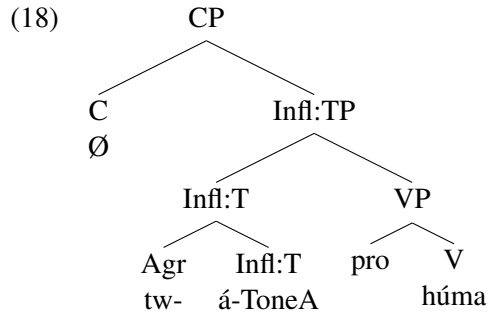 (18) CP
C Infl:TP
Ø
Infl:T VP
Agr Infl:T pro V
tw- á-ToneA húma